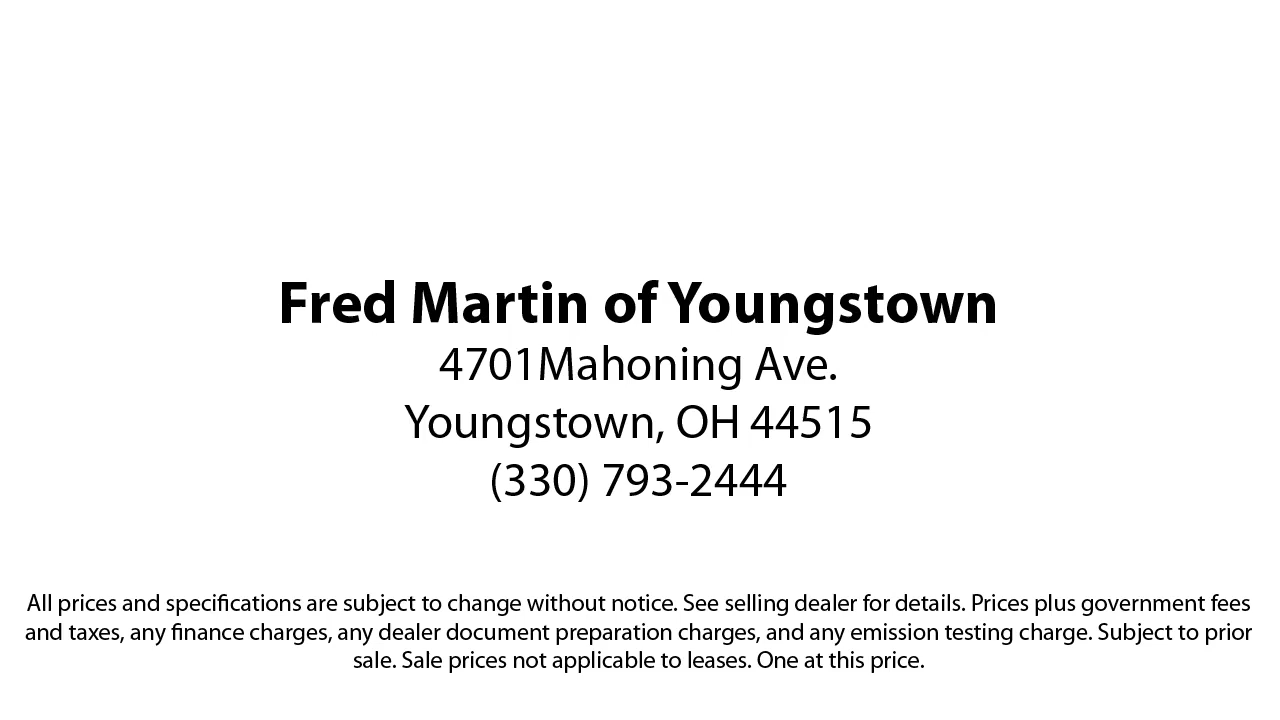 Fred Martin of Youngstown
4701Mahoning Ave.
Youngstown, OH 44515
(330) 793-2444
All prices and specifications are subject to change without notice. See selling dealer for details. Prices plus government fees
and taxes, any finance charges, any dealer document preparation charges, and any emission testing charge. Subject to prior
sale. Sale prices not applicable to leases. One at this price.